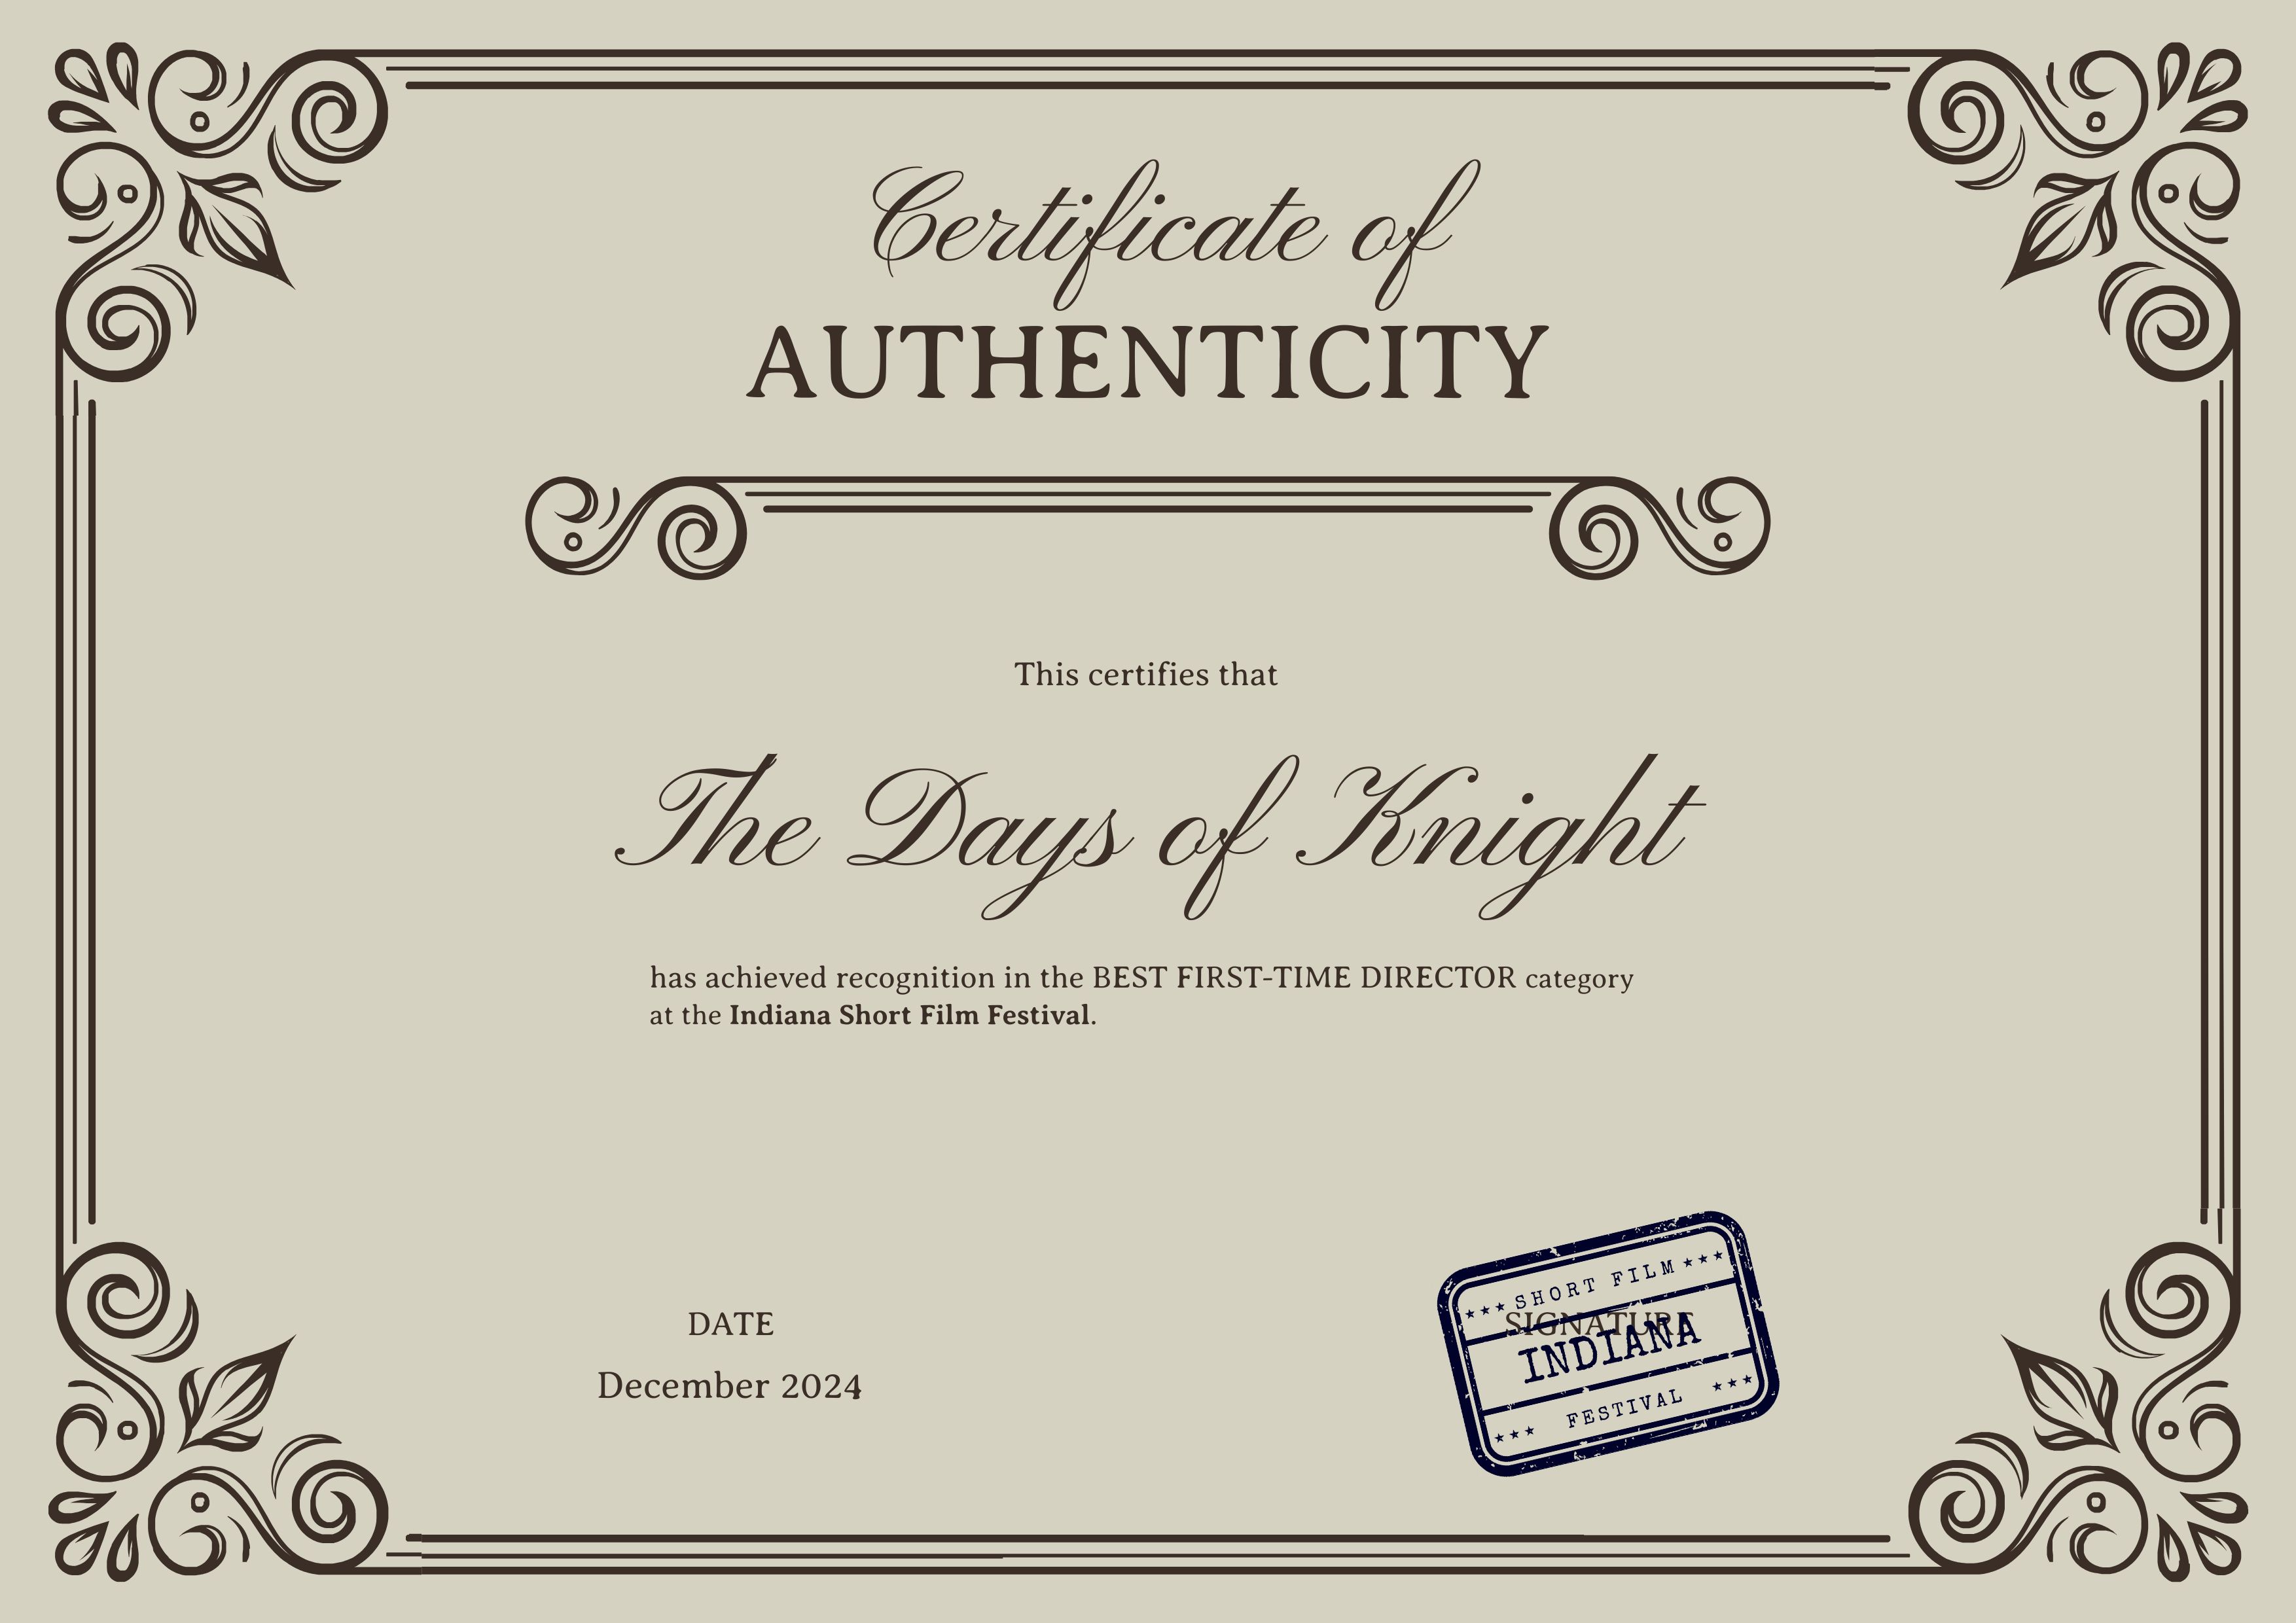 Certificate of
AUTHENTICITY
This certifies that
The Days of Knight
has achieved recognition in the BEST FIRST-TIME DIRECTOR category
at the Indiana Short Film Festival.
DATE
December 2024
SIGNATURE
SHORT FILM
INDIANA
FESTIVAL